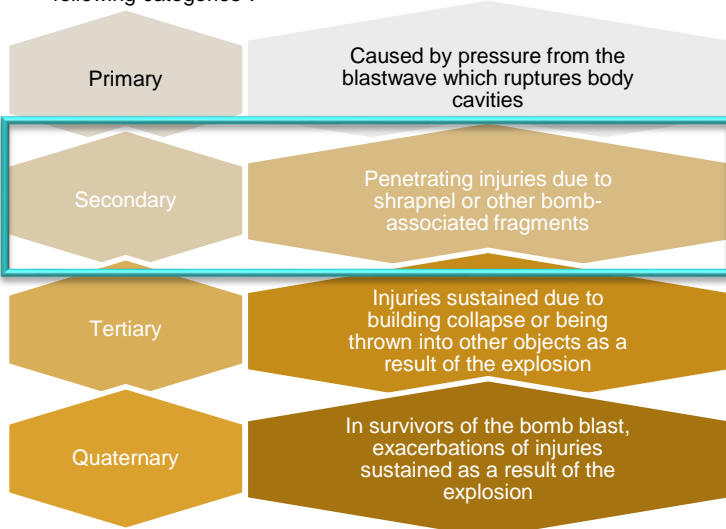 following categories :
Primary
Caused by pressure from the
blastwave which ruptures body
cavities
Secondary
Penetrating injuries due to
shrapnel or other bomb-
associated fragments
Tertiary
Injuries sustained due to
building collapse or being
thrown into other objects as a
result of the explosion
Quaternary
In survivors of the bomb blast,
exacerbations of injuries
sustained as a result of the
explosion